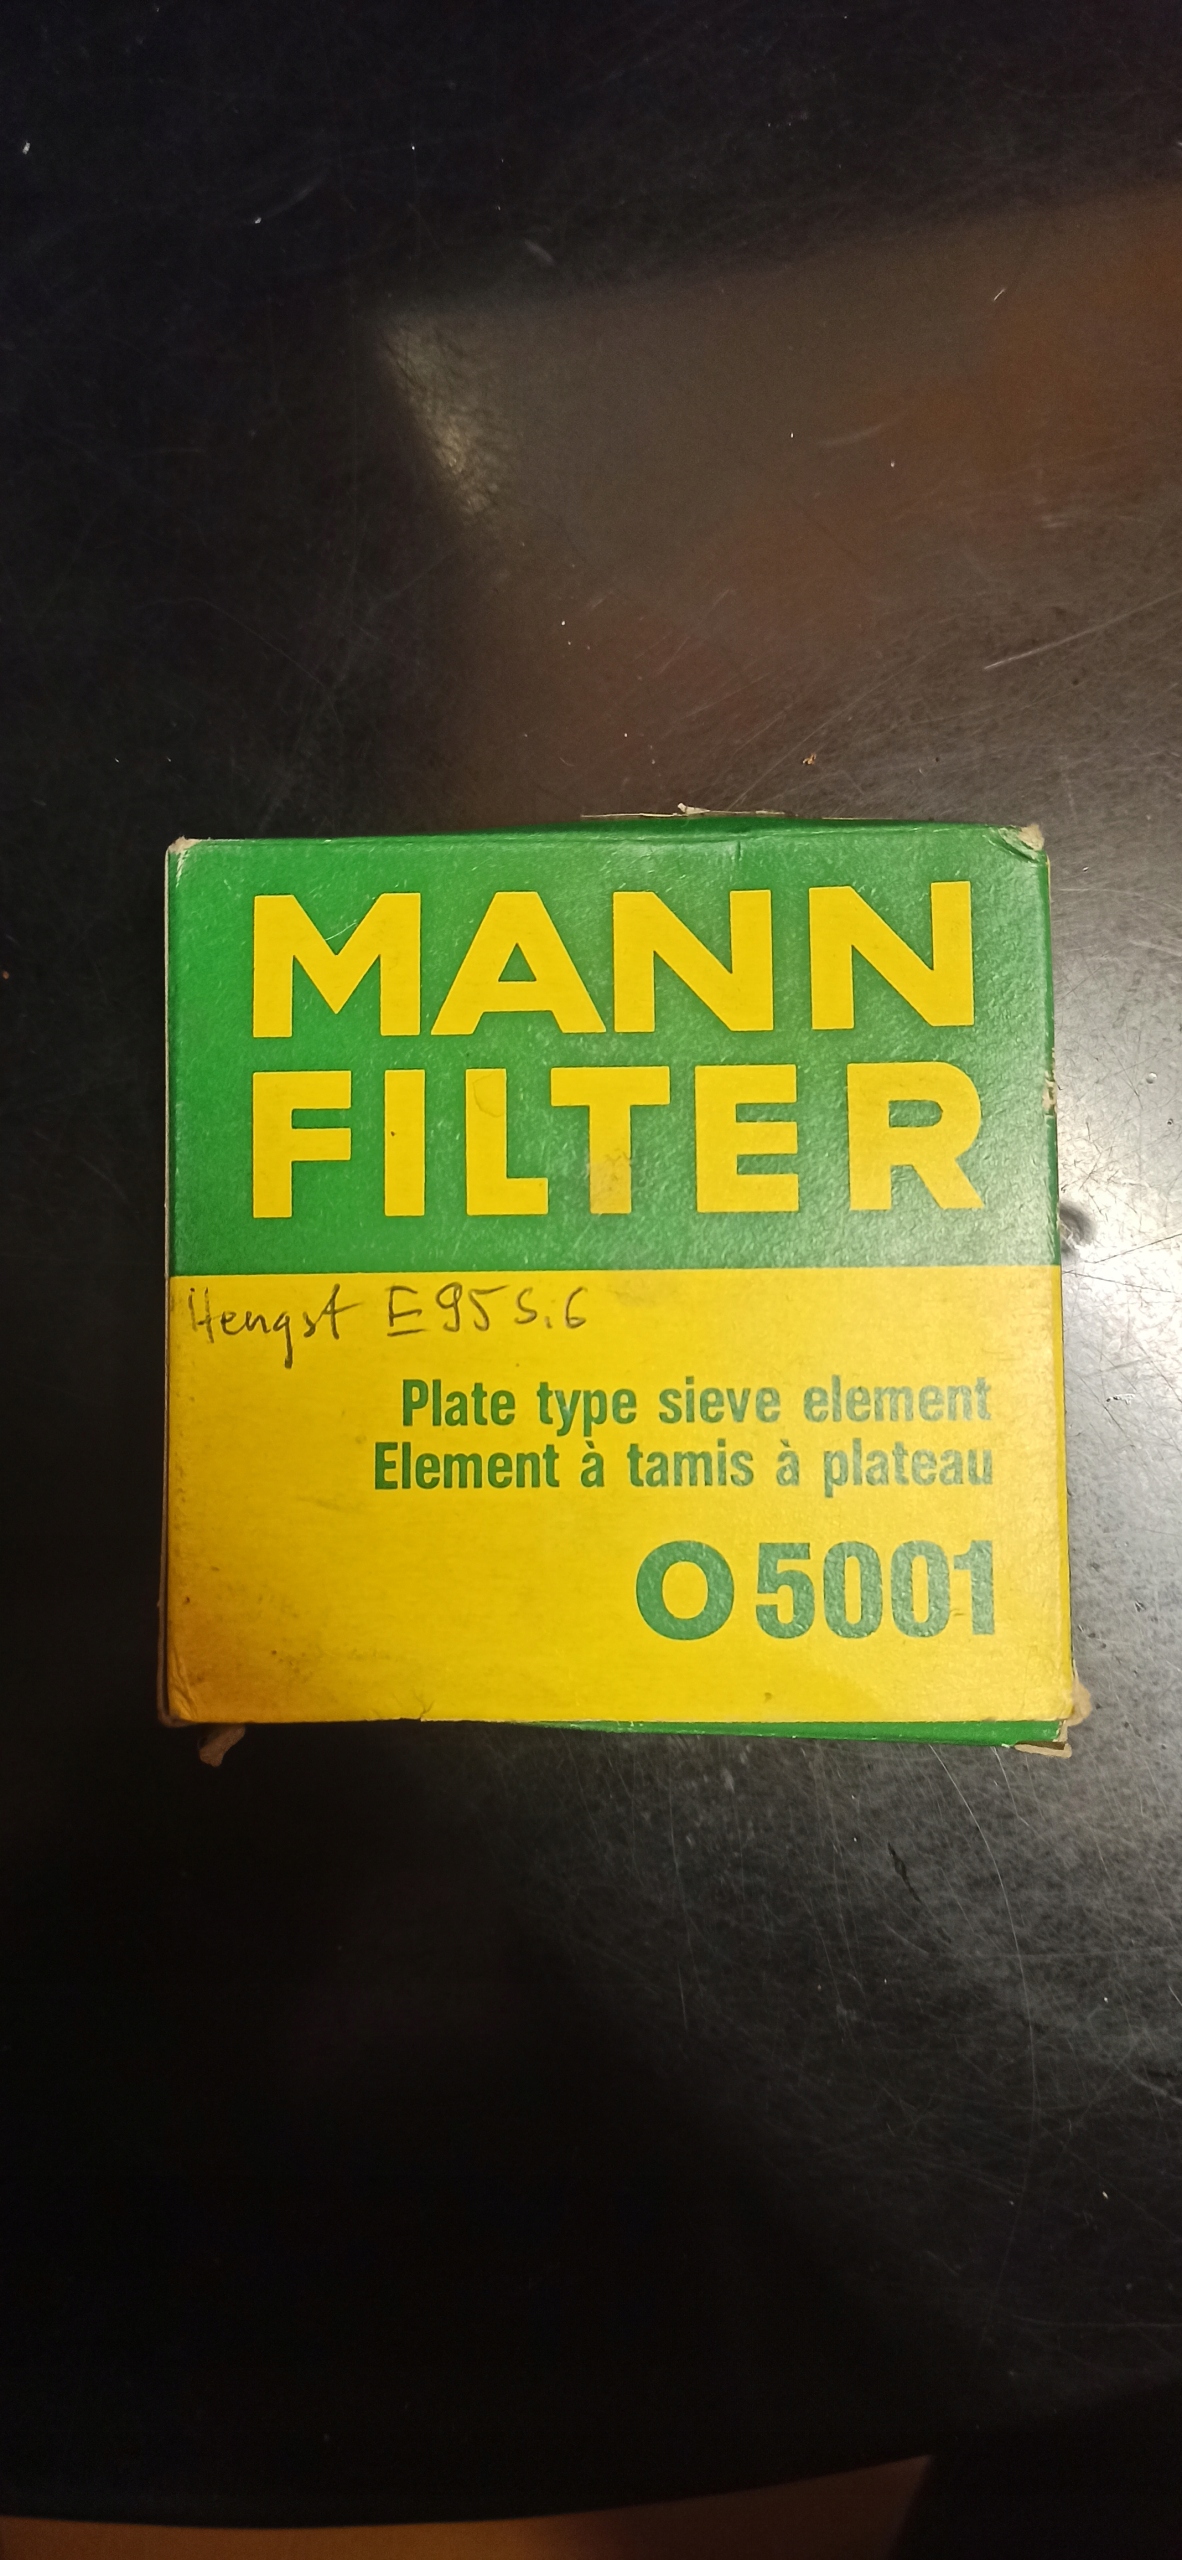 MANN
FILTER
Hengst E95 S.6
Plate type sieve element
Element à tamis à plateau
O 5001